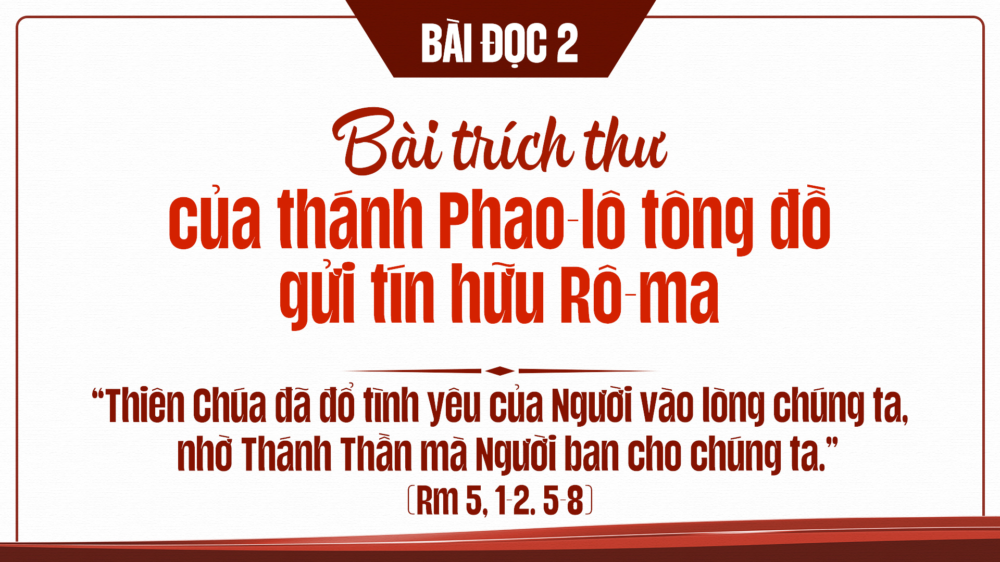 BÀI ĐỌC 2
Bài trích thư
của thánh Phao-lô tông đồ
gửi tín hữu Rô-ma
“Thiên Chúa đã đổ tình yêu của Người vào lòng chúng ta,
nhờ Thánh Thần mà Người ban cho chúng ta.”
(Rm 5, 1-2. 5-8)